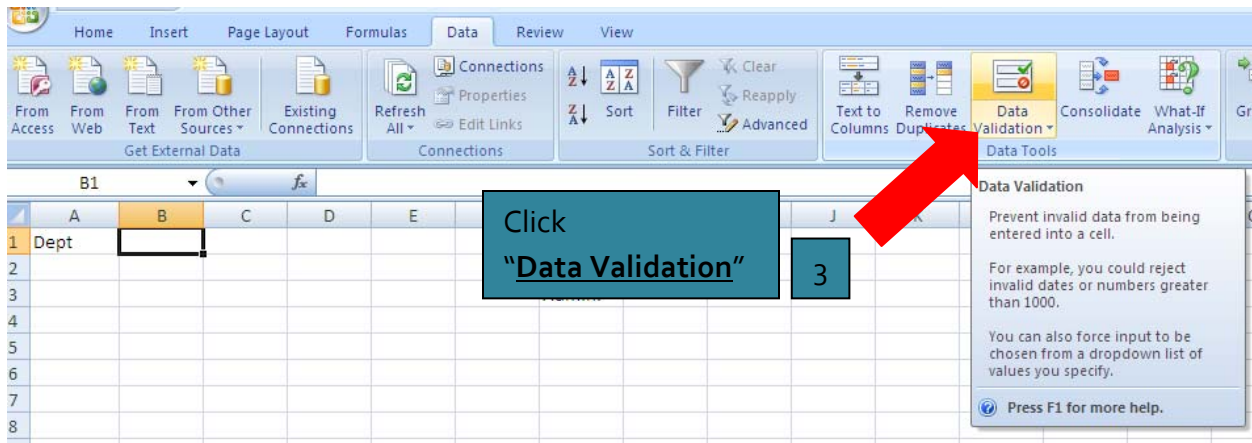 Home Insert Page Layout Formulas Data Review View
From Access
From Web
From Text
From Other Sources
Existing Connections
Get External Data
Refresh All
Connections
Properties
Edit Links
Connections
Sort
Filter
Clear
Reapply
Advanced
Sort & Filter
Text to Columns
Remove Duplicates
Data Validation
Consolidate
What-If Analysis
Data Tools
B1 fx
A B C D E J
1 Dept
2
3
4
5
6
7
8
Click
“Data Validation”
3
Data Validation
Prevent invalid data from being
entered into a cell.
For example, you could reject
invalid dates or numbers greater
than 1000.
You can also force input to be
chosen from a dropdown list of
values you specify.
Press F1 for more help.